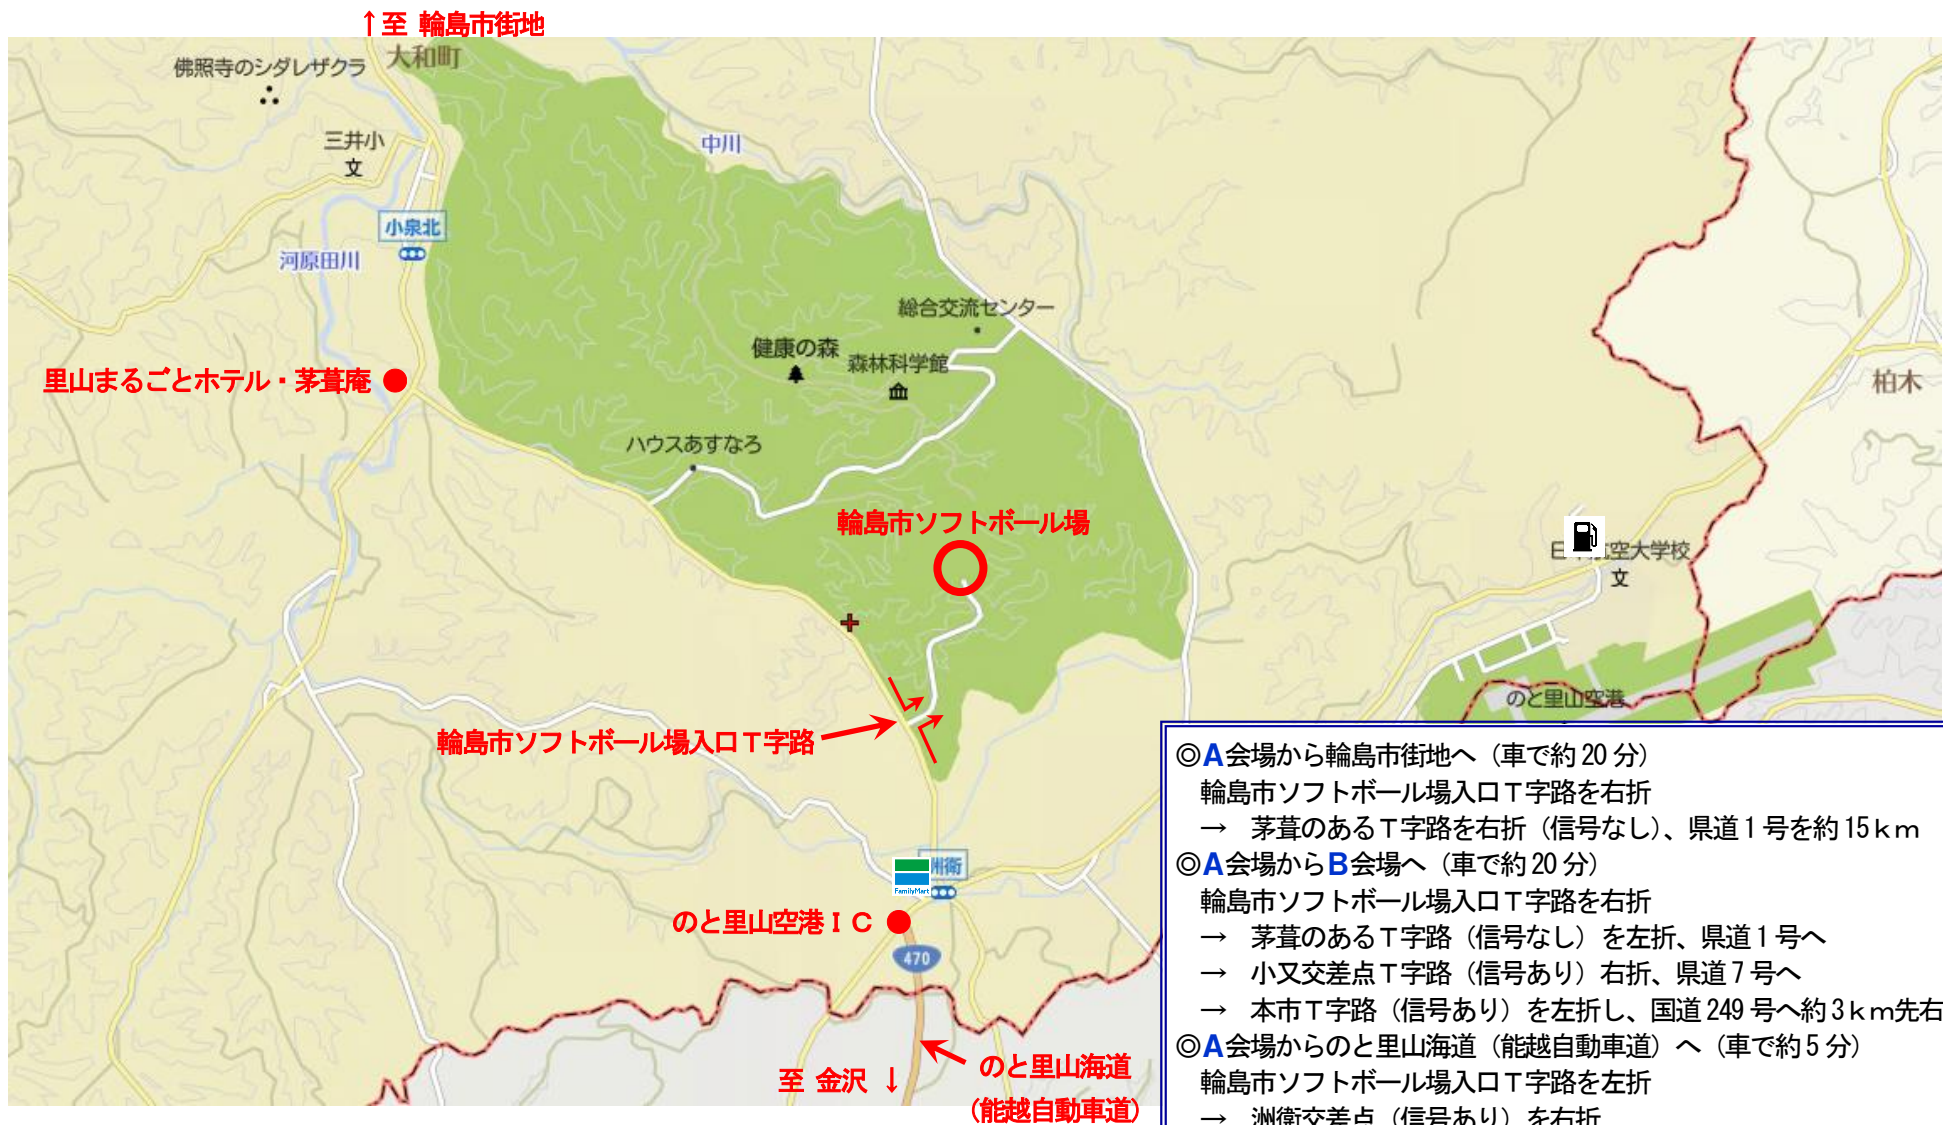 ↑至 輪島市街地
大和町
佛照寺のシダレザクラ
三井小
文
中川
小泉北
河原田川
総合交流センター
健康の森
森林科学館
里山まるごとホテル・茅葺庵
柏木
ハウスあすなろ
輪島市ソフトボール場
空大学校
文
のと里山空港
輪島市ソフトボール場入口T字路
洲衛
FamilyMart
のと里山空港IC
470
のと里山海道
(能越自動車道)
至 金沢 ↓
◎A会場から輪島市街地へ(車で約20分)
輪島市ソフトボール場入口T字路を右折
→ 茅葺のあるT字路を右折(信号なし)、県道1号を約15km
◎A会場からB会場へ(車で約20分)
輪島市ソフトボール場入口T字路を右折
→ 茅葺のあるT字路(信号なし)を左折、県道1号へ
→ 小又交差点T字路(信号あり)右折、県道7号へ
→ 本市T字路(信号あり)を左折し、国道249号へ約3km先右
◎A会場からのと里山海道(能越自動車道)へ(車で約5分)
輪島市ソフトボール場入口T字路を左折
→ 洲衛交差点(信号あり)を右折